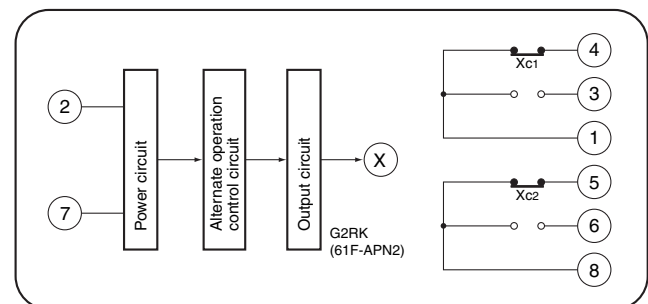 2
7
Power circuit
Alternate operation
control circuit
Output circuit
X
G2RK
(61F-APN2)
Xc1
4
3
1
Xc2
5
6
8